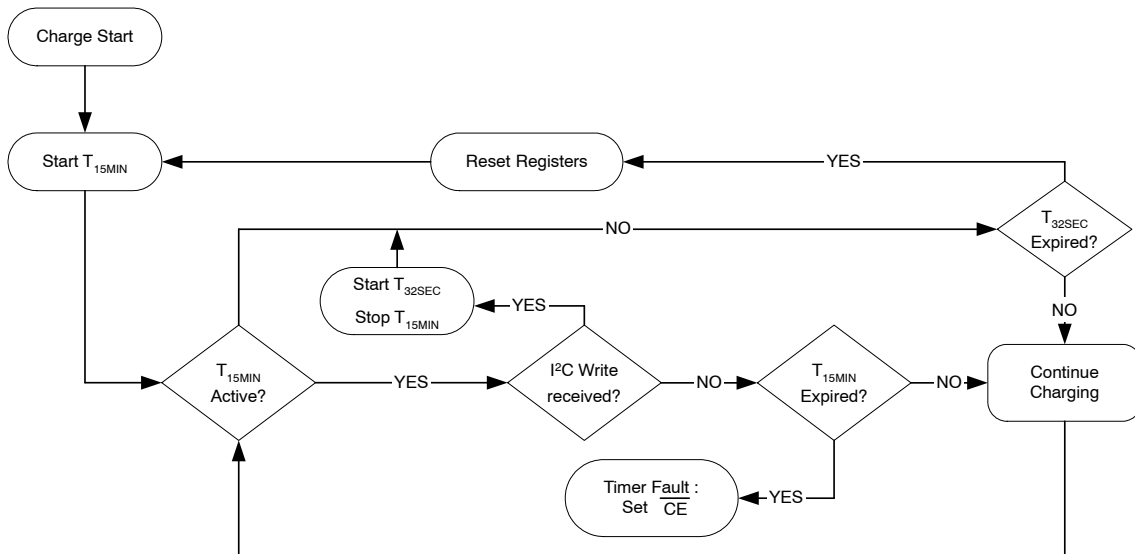 Charge Start
Start T15MIN
Reset Registers
YES
T32SEC
Expired?
NO
Start T32SEC
Stop T15MIN
YES
NO
T15MIN
Active?
YES
I²C Write
received?
NO
T15MIN
Expired?
NO
Continue
Charging
Timer Fault :
Set CE
YES